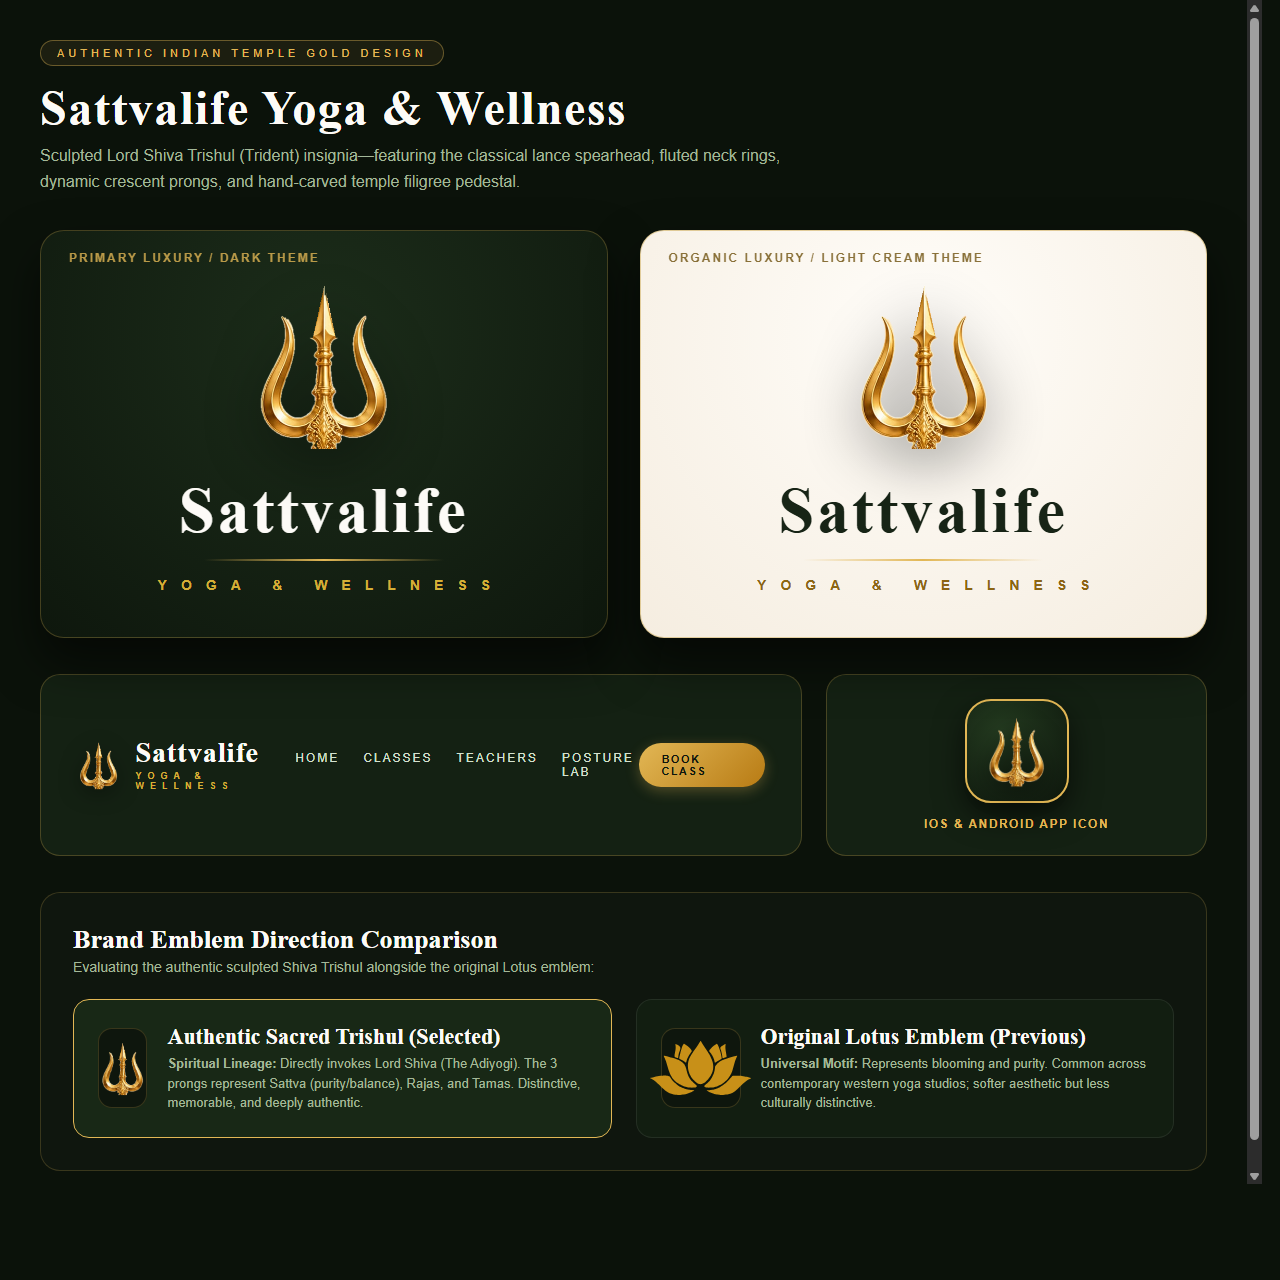 AUTHENTIC INDIAN TEMPLE GOLD DESIGN
Sattvalife Yoga & Wellness
Sculpted Lord Shiva Trishul (Trident) insignia—featuring the classical lance spearhead, fluted neck rings,
dynamic crescent prongs, and hand-carved temple filigree pedestal.
PRIMARY LUXURY / DARK THEME
Sattvalife
YOGA & WELLNESS
ORGANIC LUXURY / LIGHT CREAM THEME
Sattvalife
YOGA & WELLNESS
Sattvalife
YOGA &
WELLNESS
HOME
CLASSES
TEACHERS
POSTURE
LAB
BOOK
CLASS
IOS & ANDROID APP ICON
Brand Emblem Direction Comparison
Evaluating the authentic sculpted Shiva Trishul alongside the original Lotus emblem:
Authentic Sacred Trishul (Selected)
Spiritual Lineage: Directly invokes Lord Shiva (The Adiyogi). The 3
prongs represent Sattva (purity/balance), Rajas, and Tamas. Distinctive,
memorable, and deeply authentic.
Original Lotus Emblem (Previous)
Universal Motif: Represents blooming and purity. Common across
contemporary western yoga studios; softer aesthetic but less
culturally distinctive.